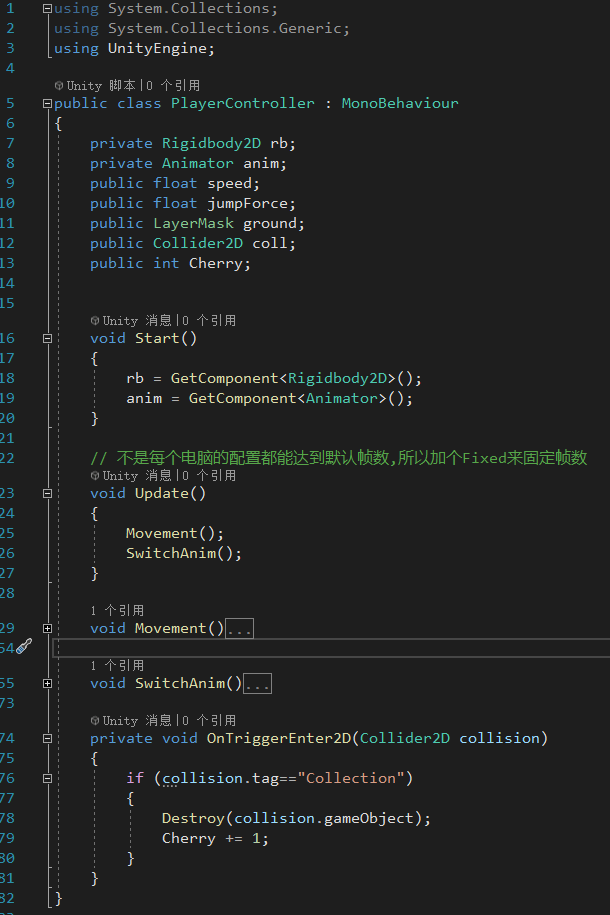 1 using System.Collections;
2 using System.Collections.Generic;
3 using UnityEngine;
4
Unity 脚本|0 个引用
5 public class PlayerController : MonoBehaviour
6 {
7 private Rigidbody2D rb;
8 private Animator anim;
9 public float speed;
10 public float jumpForce;
11 public LayerMask ground;
12 public Collider2D coll;
13 public int Cherry;
14
15
Unity 消息|0 个引用
16 void Start()
17 {
18 rb = GetComponent<Rigidbody2D>();
19 anim = GetComponent<Animator>();
20 }
21
22 // 不是每个电脑的配置都能达到默认帧数,所以加个Fixed来固定帧数
Unity 消息|0 个引用
23 void Update()
24 {
25 Movement();
26 SwitchAnim();
27 }
28
1 个引用
29 void Movement()...
54
1 个引用
55 void SwitchAnim()...
73
Unity 消息|0 个引用
74 private void OnTriggerEnter2D(Collider2D collision)
75 {
76 if (collision.tag=="Collection")
77 {
78 Destroy(collision.gameObject);
79 Cherry += 1;
80 }
81 }
82 }